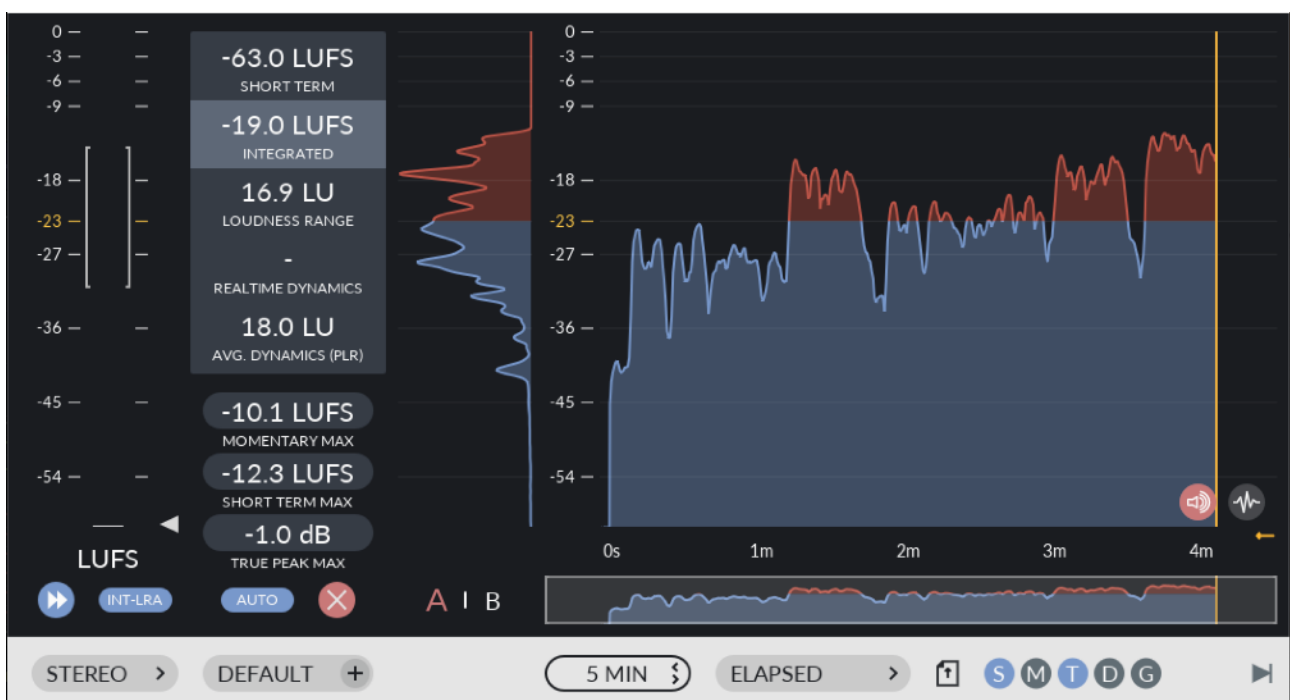 0
-3
-6
-9
-18
-23
-27
-36
-45
-54
LUFS
INT-LRA
-63.0 LUFS
SHORT TERM
-19.0 LUFS
INTEGRATED
16.9 LU
LOUDNESS RANGE
-
REALTIME DYNAMICS
18.0 LU
AVG. DYNAMICS (PLR)
-10.1 LUFS
MOMENTARY MAX
-12.3 LUFS
SHORT TERM MAX
-1.0 dB
TRUE PEAK MAX
AUTO
A | B
0
-3
-6
-9
-18
-23
-27
-36
-45
-54
0s 1m 2m 3m 4m
STEREO > DEFAULT + 5 MIN ELAPSED > S M T D G